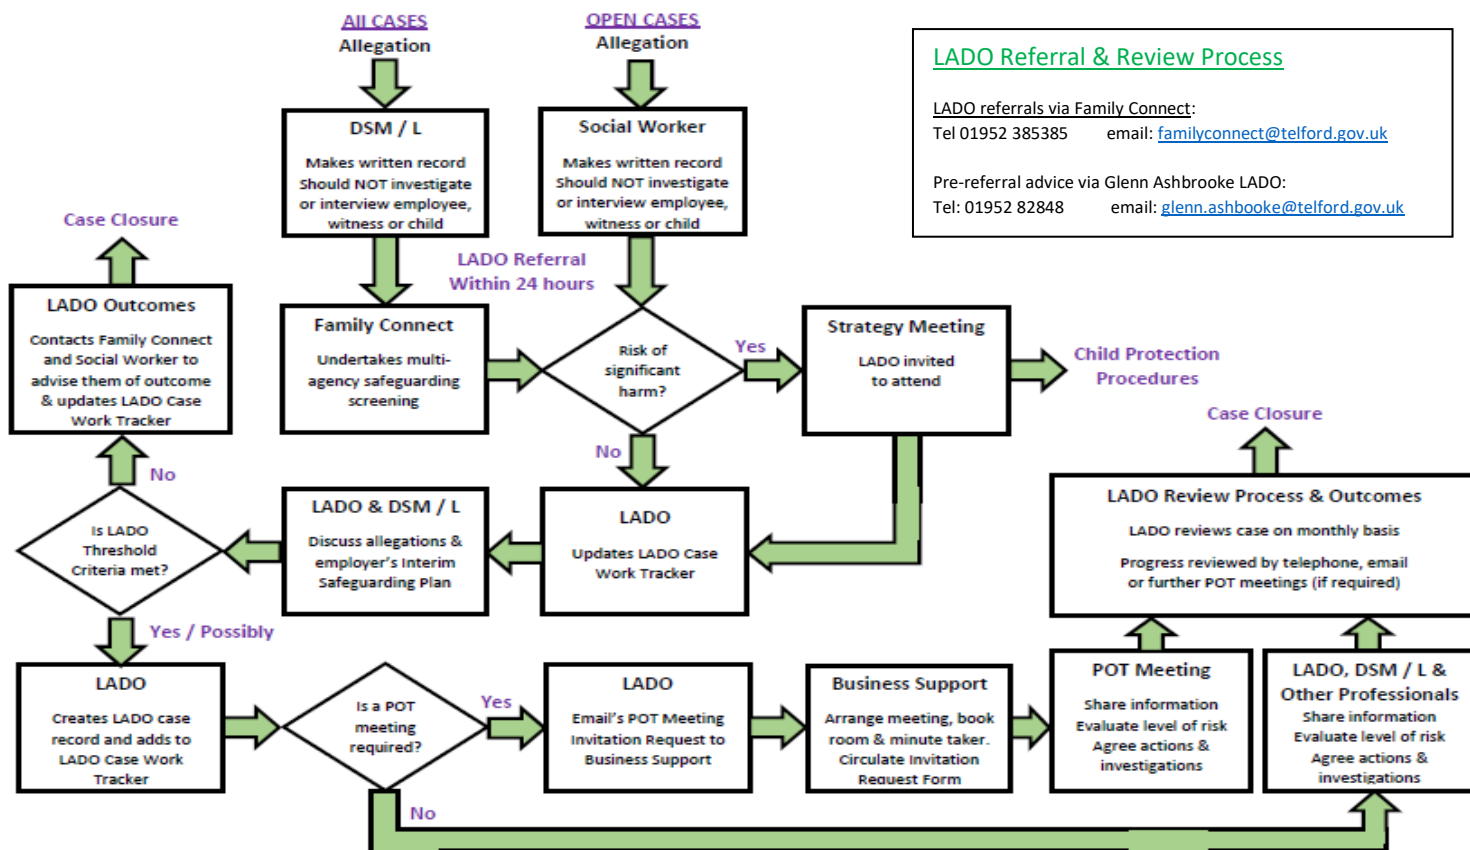 All CASES
Allegation
OPEN CASES
Allegation
LADO Referral & Review Process
LADO referrals via Family Connect:
Tel 01952 385385 email: familyconnect@telford.gov.uk
Pre-referral advice via Glenn Ashbrooke LADO:
Tel: 01952 82848 email: glenn.ashbooke@telford.gov.uk
DSM / L
Makes written record
Should NOT investigate
or interview employee,
witness or child
Social Worker
Makes written record
Should NOT investigate
or interview employee,
witness or child
LADO Referral
Within 24 hours
Case Closure
LADO Outcomes
Contacts Family Connect
and Social Worker to
advise them of outcome
& updates LADO Case
Work Tracker
Family Connect
Undertakes multi-
agency safeguarding
screening
Risk of
significant
harm?
Yes
Strategy Meeting
LADO invited
to attend
Child Protection
Procedures
No
No
Is LADO
Threshold
Criteria met?
LADO & DSM / L
Discuss allegations &
employer's Interim
Safeguarding Plan
LADO
Updates LADO Case
Work Tracker
Case Closure
LADO Review Process & Outcomes
LADO reviews case on monthly basis
Progress reviewed by telephone, email
or further POT meetings (if required)
Yes / Possibly
LADO
Creates LADO case
record and adds to
LADO Case Work
Tracker
Is a POT
meeting
required?
Yes
LADO
Email's POT Meeting
Invitation Request to
Business Support
Business Support
Arrange meeting, book
room & minute taker.
Circulate Invitation
Request Form
POT Meeting
Share information
Evaluate level of risk
Agree actions &
investigations
LADO, DSM / L &
Other Professionals
Share information
Evaluate level of risk
Agree actions &
investigations
No